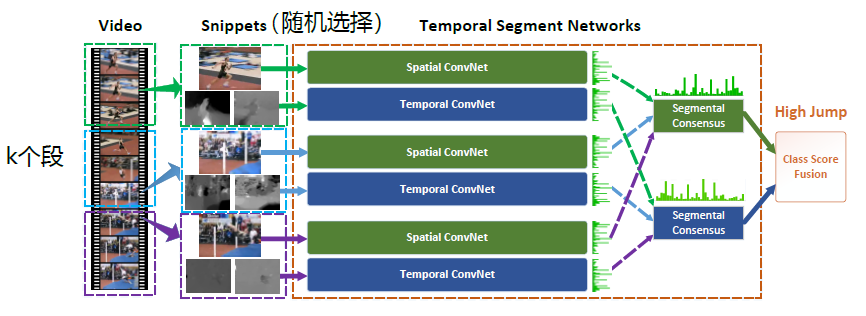 Video
Snippets(随机选择)
Temporal Segment Networks
k个段
Spatial ConvNet
Temporal ConvNet
Spatial ConvNet
Temporal ConvNet
Spatial ConvNet
Temporal ConvNet
Segmental
Consensus
Segmental
Consensus
High Jump
Class Score
Fusion